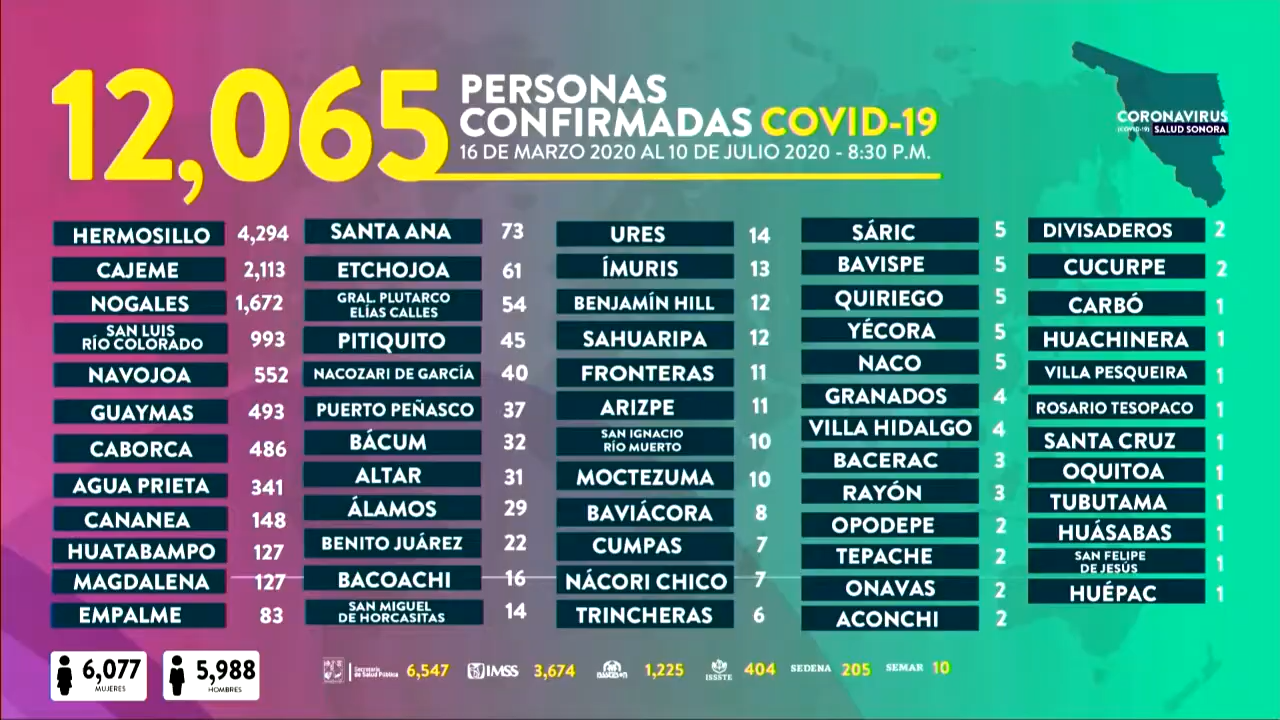 12,065
PERSONAS
CONFIRMADAS COVID-19
16 DE MARZO 2020 AL 10 DE JULIO 2020 - 8:30 P.M.
CORONAVIRUS
(COVID-19) SALUD SONORA
HERMOSILLO 4,294
CAJEME 2,113
NOGALES 1,672
SAN LUIS
RÍO COLORADO 993
NAVOJOA 552
GUAYMAS 493
CABORCA 486
AGUA PRIETA 341
CANANEA 148
HUATABAMPO 127
MAGDALENA 127
EMPALME 83
SANTA ANA 73
ETCHOJOA 61
GRAL. PLUTARCO
ELÍAS CALLES 54
PITIQUITO 45
NACOZARI DE GARCÍA 40
PUERTO PEÑASCO 37
BÁCUM 32
ALTAR 31
ÁLAMOS 29
BENITO JUÁREZ 22
BACOACHI 16
SAN MIGUEL
DE HORCASITAS 14
URES 14
ÍMURIS 13
BENJAMÍN HILL 12
SAHUARIPA 12
FRONTERAS 11
ARIZPE 11
SAN IGNACIO
RÍO MUERTO 10
MOCTEZUMA 10
BAVIÁCORA 8
CUMPAS 7
NÁCORI CHICO 7
TRINCHERAS 6
SÁRIC 5
BAVISPE 5
QUIRIEGO 5
YÉCORA 5
NACO 5
GRANADOS 4
VILLA HIDALGO 4
BACERAC 3
RAYÓN 3
OPODEPE 2
TEPACHE 2
ONAVAS 2
ACONCHI 2
DIVISADEROS 2
CUCURPE 2
CARBÓ 1
HUACHINERA 1
VILLA PESQUEIRA 1
ROSARIO TESOPACO 1
SANTA CRUZ 1
OQUITOA 1
TUBUTAMA 1
HUÁSABAS 1
SAN FELIPE
DE JESÚS 1
HUÉPAC 1
6,077
MUJERES
5,988
HOMBRES
Secretaría
de Salud Pública 6,547
IMSS 3,674
1,225
ISSSTE 404
SEDENA 205
SEMAR 10